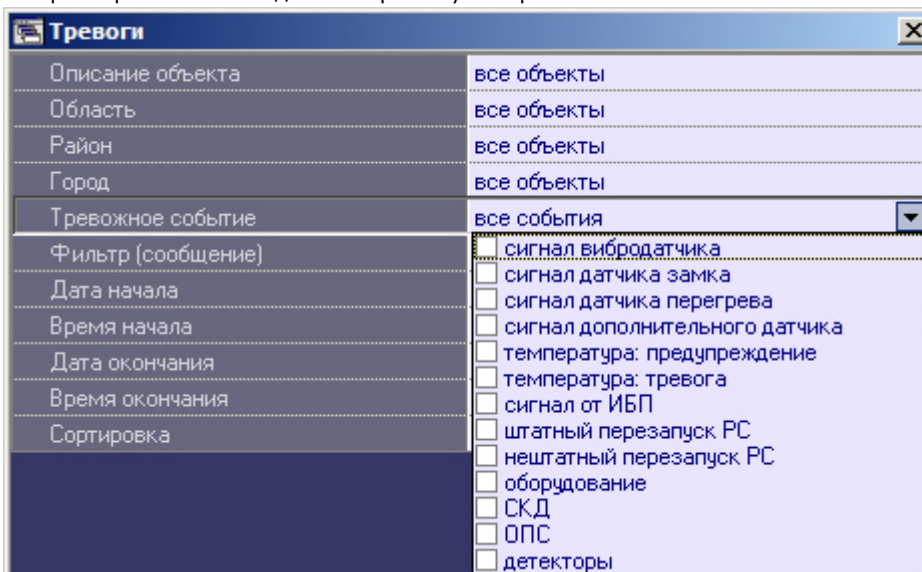 Тревоги
Описание объекта все объекты
Область все объекты
Район все объекты
Город все объекты
Тревожное событие все события
Фильтр (сообщение)
Дата начала
Время начала
Дата окончания
Время окончания
Сортировка
сигнал вибродатчика
сигнал датчика замка
сигнал датчика перегрева
сигнал дополнительного датчика
температура: предупреждение
температура: тревога
сигнал от ИБП
штатный перезапуск РС
нештатный перезапуск РС
оборудование
СКД
ОПС
детекторы